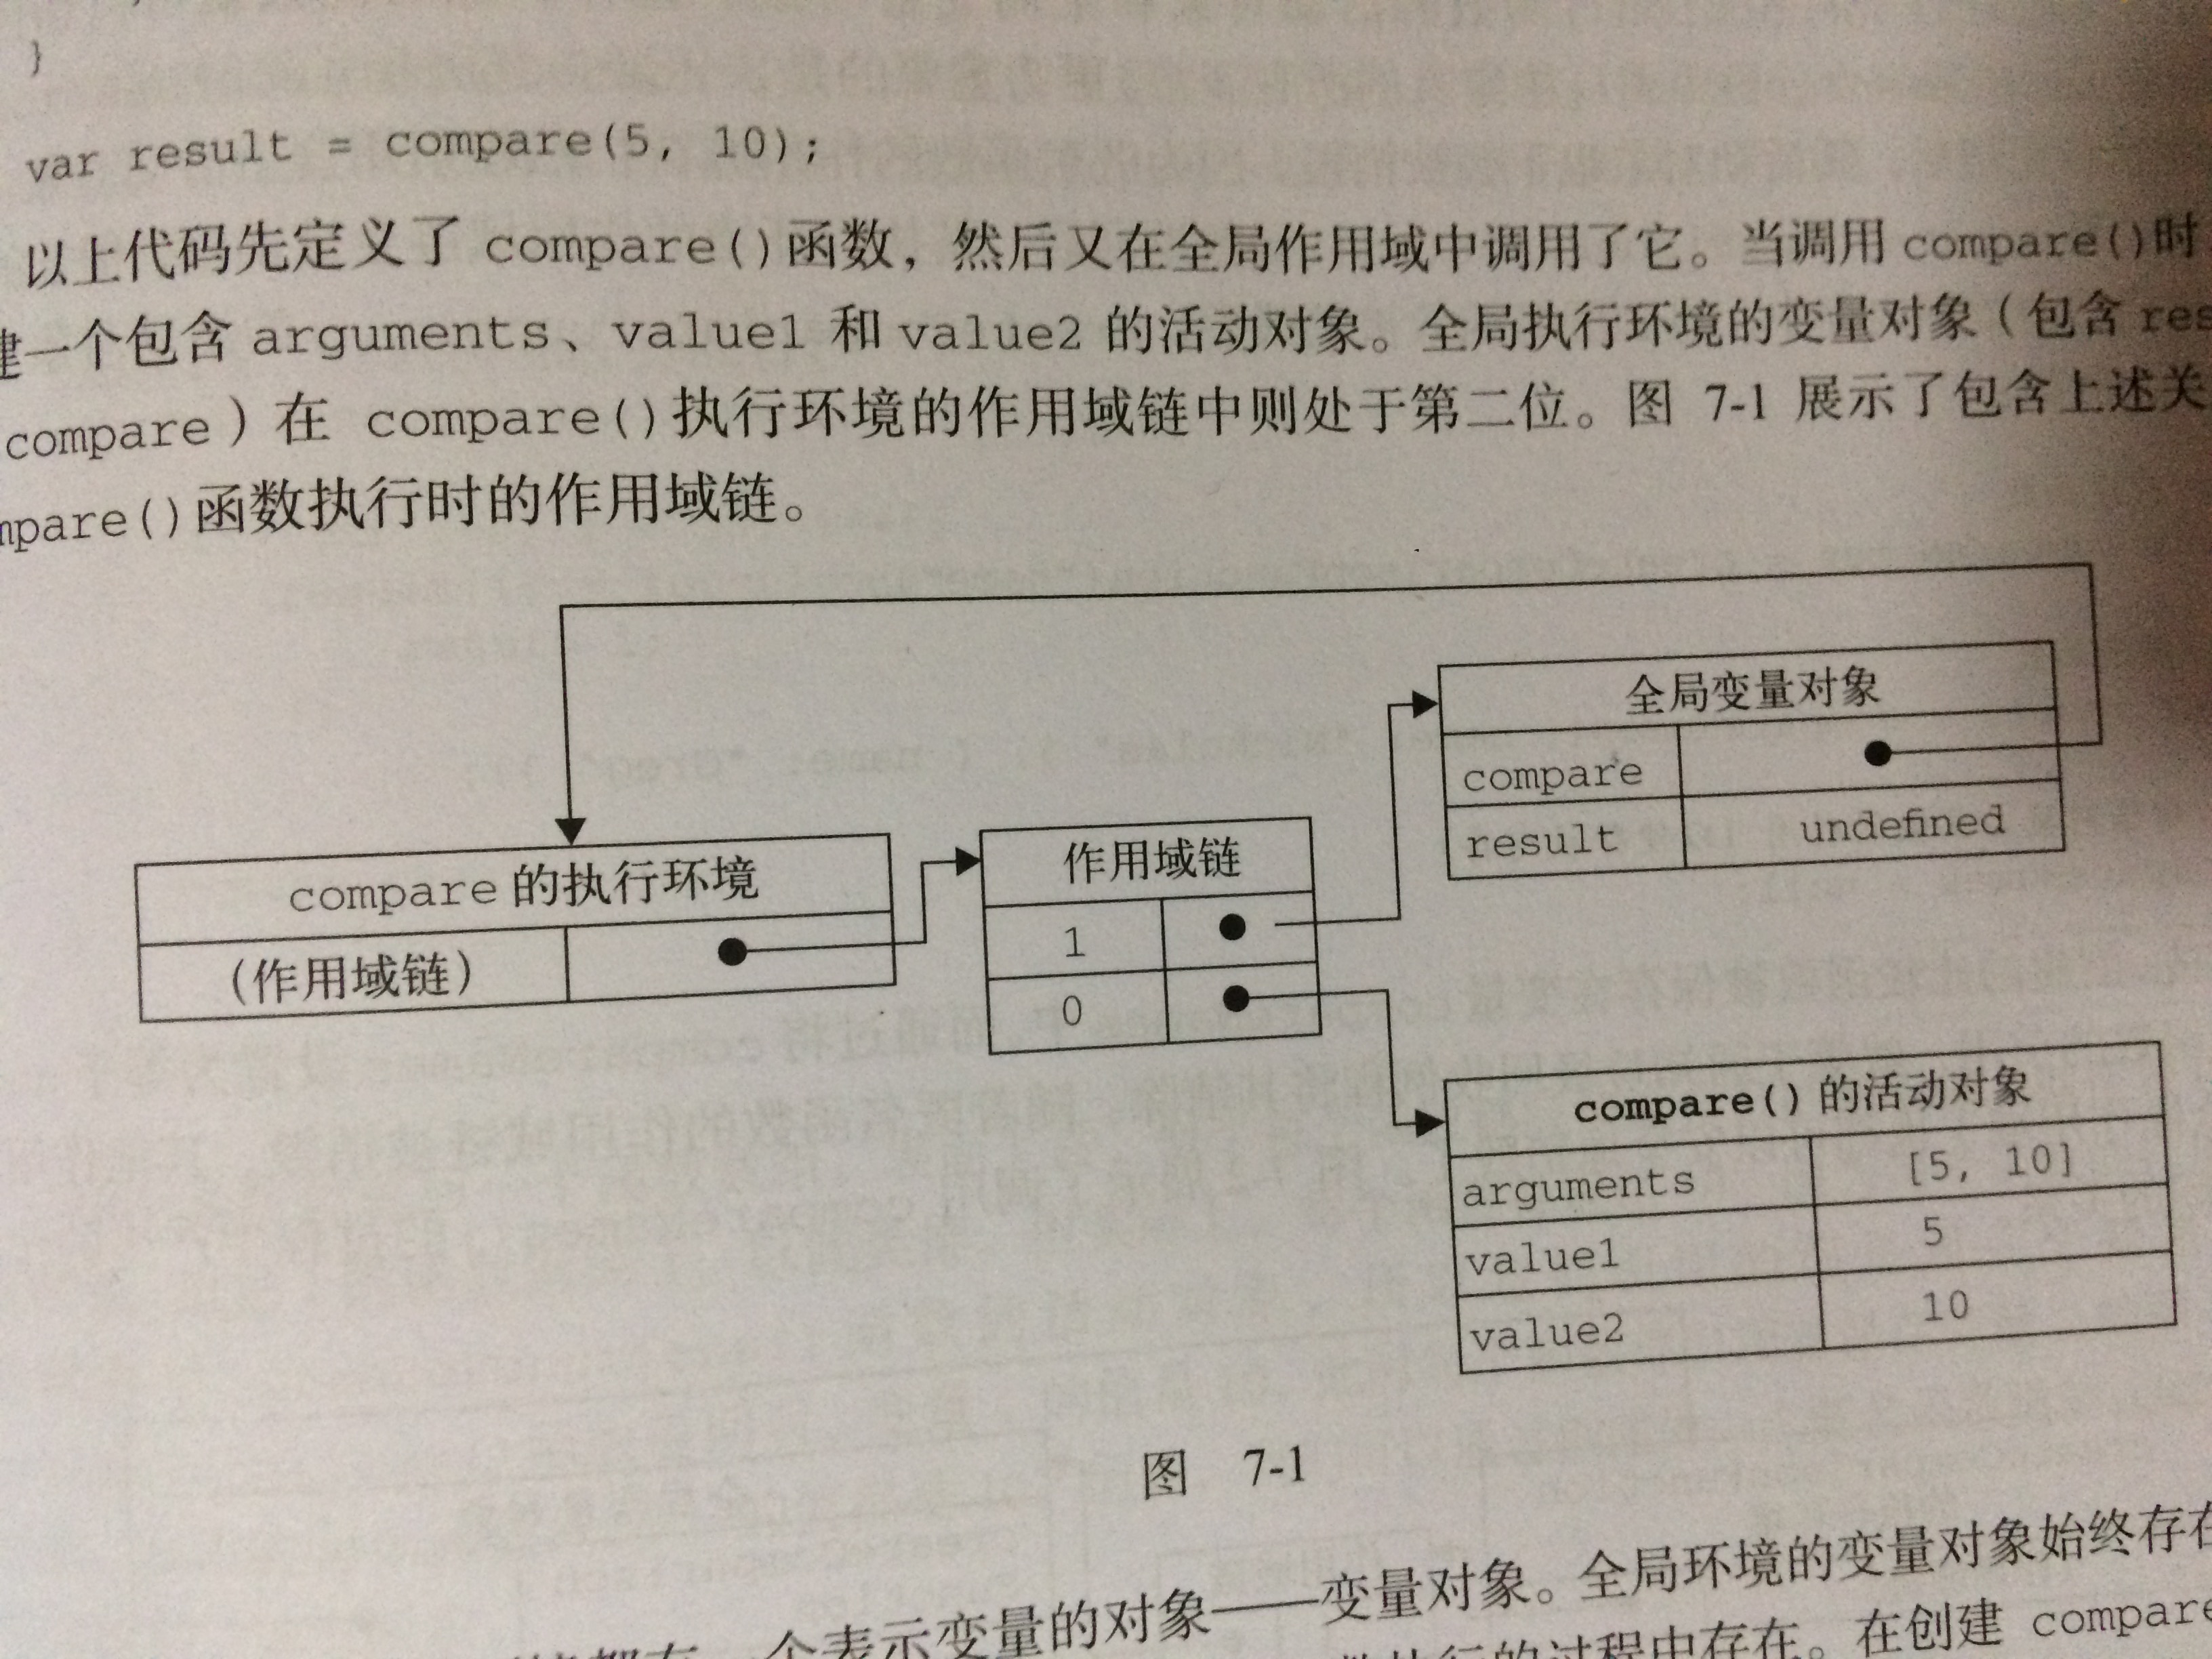 }
var result = compare(5, 10);
以上代码先定义了 compare()函数，然后又在全局作用域中调用了它。当调用 compare()时
建一个包含 arguments、value1 和 value2 的活动对象。全局执行环境的变量对象（包含 res
compare）在 compare()执行环境的作用域链中则处于第二位。图 7-1 展示了包含上述关
mpare()函数执行时的作用域链。
compare 的执行环境
(作用域链)
作用域链
1
0
全局变量对象
compare
result undefined
compare()的活动对象
arguments [5, 10]
value1 5
value2 10
图 7-1
个表示变量的对象——变量对象。全局环境的变量对象始终存在
执行的过程中存在。在创建 compare